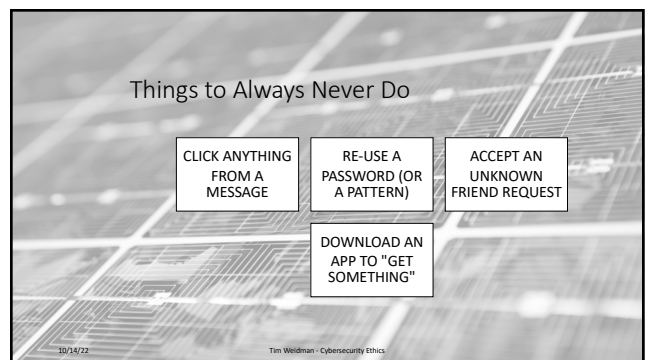 Things to Always Never Do
CLICK ANYTHING
FROM A
MESSAGE
RE-USE A
PASSWORD (OR
A PATTERN)
ACCEPT AN
UNKNOWN
FRIEND REQUEST
DOWNLOAD AN
APP TO "GET
SOMETHING"
10/14/22
Tim Weidman - Cybersecurity Ethics